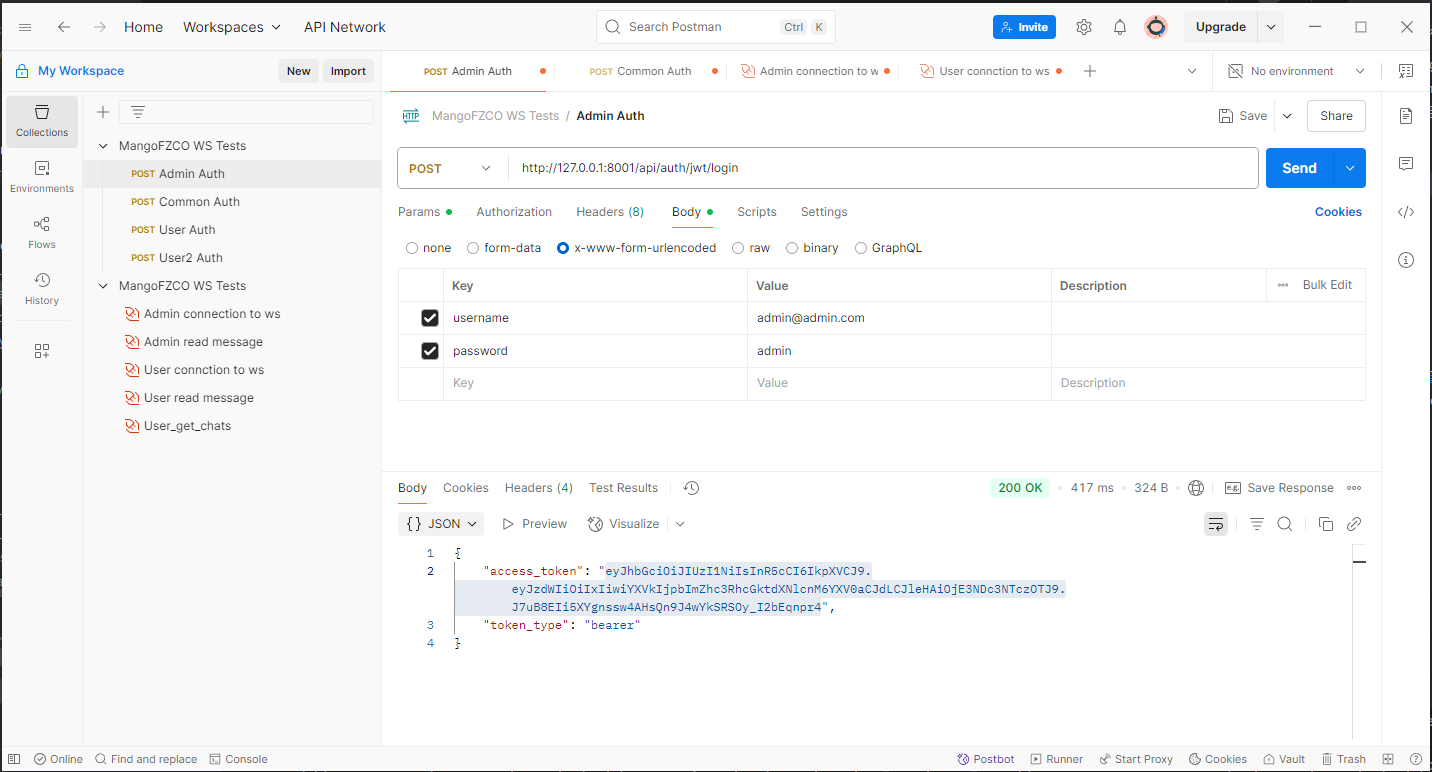 Home Workspaces API Network Search Postman Ctrl K Invite Upgrade
My Workspace New Import POST Admin Auth POST Common Auth Admin connection to w User connction to ws No environment
Collections
Environments
Flows
History
MangoFZCO WS Tests
POST Admin Auth
POST Common Auth
POST User Auth
POST User2 Auth
MangoFZCO WS Tests
Admin connection to ws
Admin read message
User connction to ws
User read message
User_get_chats
HTTP MangoFZCO WS Tests / Admin Auth Save Share
POST http://127.0.0.1:8001/api/auth/jwt/login Send
Params Authorization Headers (8) Body Scripts Settings Cookies
none form-data x-www-form-urlencoded raw binary GraphQL
Key Value Description Bulk Edit
username admin@admin.com
password admin
Key Value Description
Body Cookies Headers (4) Test Results 200 OK 417 ms 324 B e.g. Save Response
{} JSON Preview Visualize
1 {
2 "access_token": "eyJhbGciOiJIUzI1NiIsInR5cCI6IkpXVCJ9.
eyJzdWIiOiIxIiwiYXVkIjpbImZhc3RhcGktdXNlcnM6YXV0aCJdLCJleHAiOjE3NDc3NTczOTJ9.
J7uB8EIi5XYgnssw4AHsQn9J4wYkSRSOy_I2bEqnpr4",
3 "token_type": "bearer"
4 }
Online Find and replace Console Postbot Runner Start Proxy Cookies Vault Trash